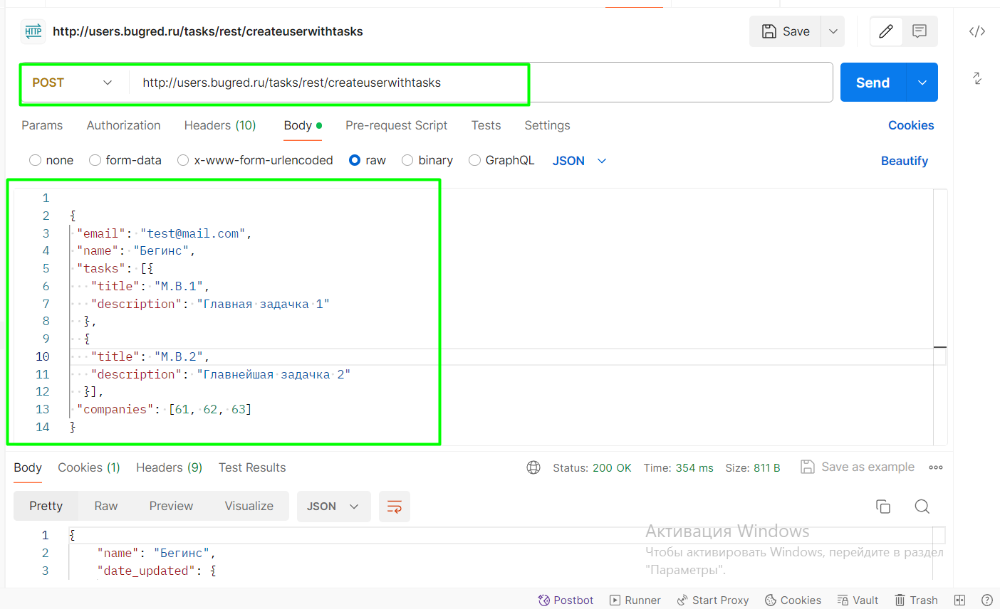 HTTP http://users.bugred.ru/tasks/rest/createuserwithtasks Save
POST http://users.bugred.ru/tasks/rest/createuserwithtasks Send
Params Authorization Headers (10) Body Pre-request Script Tests Settings Cookies
none form-data x-www-form-urlencoded raw binary GraphQL JSON Beautify
1
2 {
3 "email": "test@mail.com",
4 "name": "Бегинс",
5 "tasks": [{
6 "title": "М.В.1",
7 "description": "Главная задачка 1"
8 },
9 {
10 "title": "М.В.2",
11 "description": "Главнейшая задачка 2"
12 }],
13 "companies": [61, 62, 63]
14 }
Body Cookies (1) Headers (9) Test Results Status: 200 OK Time: 354 ms Size: 811 B Save as example
Pretty Raw Preview Visualize JSON
1 {
2 "name": "Бегинс",
3 "date_updated": {
Активация Windows
Чтобы активировать Windows, перейдите в раздел
"Параметры".
Postbot Runner Start Proxy Cookies Vault Trash